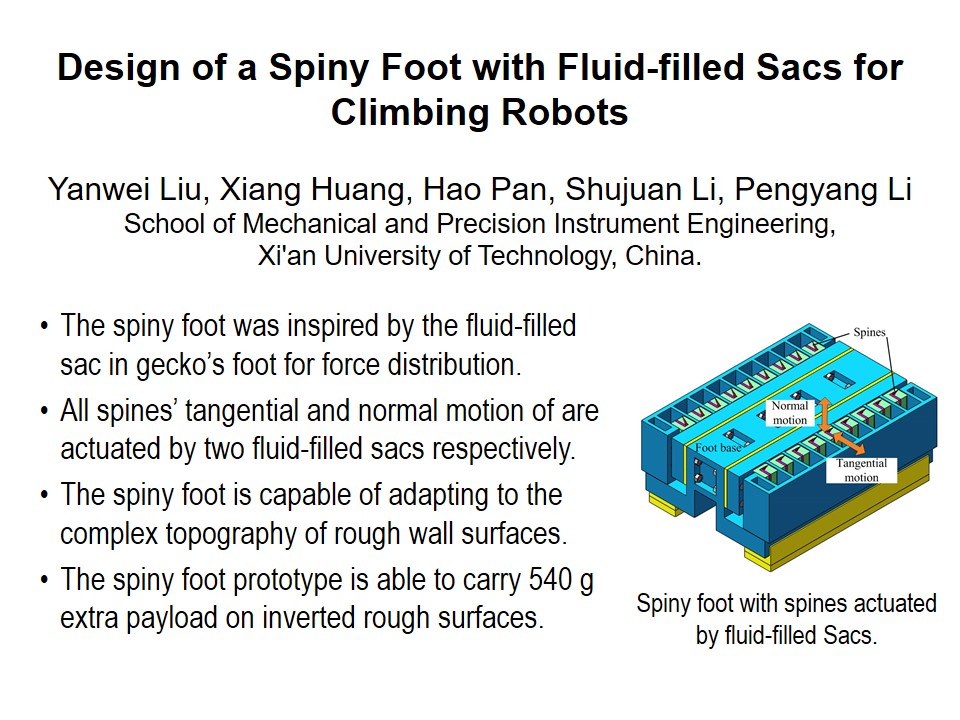 Design of a Spiny Foot with Fluid-filled Sacs for
Climbing Robots
Yanwei Liu, Xiang Huang, Hao Pan, Shujuan Li, Pengyang Li
School of Mechanical and Precision Instrument Engineering,
Xi'an University of Technology, China.
• The spiny foot was inspired by the fluid-filled
sac in gecko’s foot for force distribution.
• All spines’ tangential and normal motion of are
actuated by two fluid-filled sacs respectively.
• The spiny foot is capable of adapting to the
complex topography of rough wall surfaces.
• The spiny foot prototype is able to carry 540 g
extra payload on inverted rough surfaces.
Spines
Normal
motion
Foot base
Tangential
motion
Spiny foot with spines actuated
by fluid-filled Sacs.